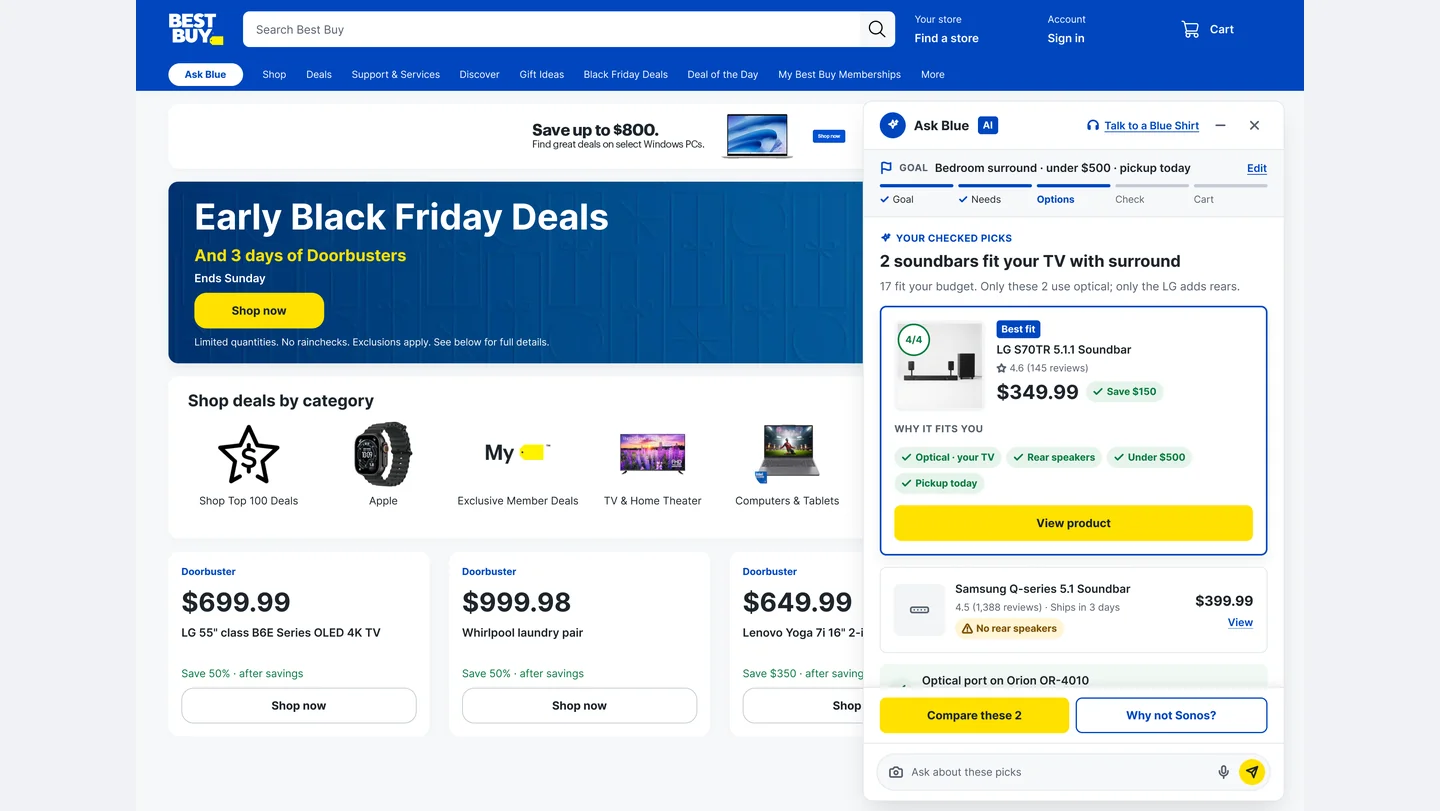 BEST BUY
Search Best Buy
Your store
Find a store
Account
Sign in
Cart
Ask Blue
Shop
Deals
Support & Services
Discover
Gift Ideas
Black Friday Deals
Deal of the Day
My Best Buy Memberships
More
Save up to $800.
Find great deals on select Windows PCs.
Shop now
Early Black Friday Deals
And 3 days of Doorbusters
Ends Sunday
Shop now
Limited quantities. No rainchecks. Exclusions apply. See below for full details.
Shop deals by category
My
Shop Top 100 Deals
Apple
Exclusive Member Deals
TV & Home Theater
Computers & Tablets
Doorbuster
$699.99
LG 55" class B6E Series OLED 4K TV
Save 50% · after savings
Shop now
Doorbuster
$999.98
Whirlpool laundry pair
Save 50% · after savings
Shop now
Doorbuster
$649.99
Lenovo Yoga 7i 16" 2-i
Save $350 · after saving
Shop
Ask Blue AI
Talk to a Blue Shirt
GOAL Bedroom surround · under $500 · pickup today
Edit
Goal
Needs
Options
Check
Cart
YOUR CHECKED PICKS
2 soundbars fit your TV with surround
17 fit your budget. Only these 2 use optical; only the LG adds rears.
4/4
Best fit
LG S70TR 5.1.1 Soundbar
4.6 (145 reviews)
$349.99
Save $150
WHY IT FITS YOU
Optical · your TV
Rear speakers
Under $500
Pickup today
View product
Samsung Q-series 5.1 Soundbar
4.5 (1,388 reviews) · Ships in 3 days
No rear speakers
$399.99
View
Optical port on Orion OR-4010
Compare these 2
Why not Sonos?
Ask about these picks